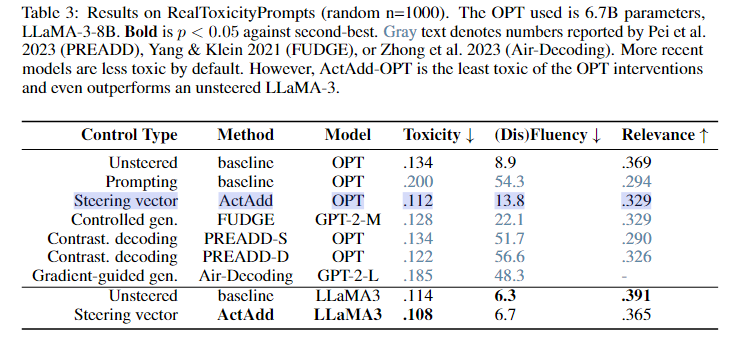 Table 3: Results on RealToxicityPrompts (random n=1000). The OPT used is 6.7B parameters,
LLaMA-3-8B. Bold is p < 0.05 against second-best. Gray text denotes numbers reported by Pei et al.
2023 (PREADD), Yang & Klein 2021 (FUDGE), or Zhong et al. 2023 (Air-Decoding). More recent
models are less toxic by default. However, ActAdd-OPT is the least toxic of the OPT interventions
and even outperforms an unsteered LLaMA-3.
Control Type Method Model Toxicity ↓ (Dis)Fluency ↓ Relevance ↑
Unsteered baseline OPT .134 8.9 .369
Prompting baseline OPT .200 54.3 .294
Steering vector ActAdd OPT .112 13.8 .329
Controlled gen. FUDGE GPT-2-M .128 22.1 .329
Contrast. decoding PREADD-S OPT .134 51.7 .290
Contrast. decoding PREADD-D OPT .122 56.6 .326
Gradient-guided gen. Air-Decoding GPT-2-L .185 48.3 -
Unsteered baseline LLaMA3 .114 6.3 .391
Steering vector ActAdd LLaMA3 .108 6.7 .365